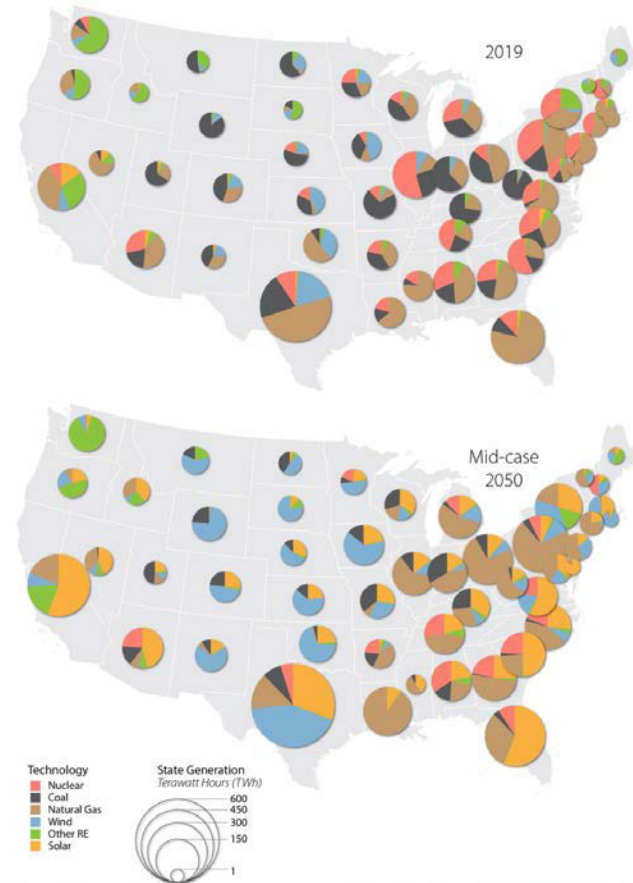 2019
Mid-case
2050
Technology
Nuclear
Coal
Natural Gas
Wind
Other RE
Solar
State Generation
Terawatt Hours (TWh)
600
450
300
150
1